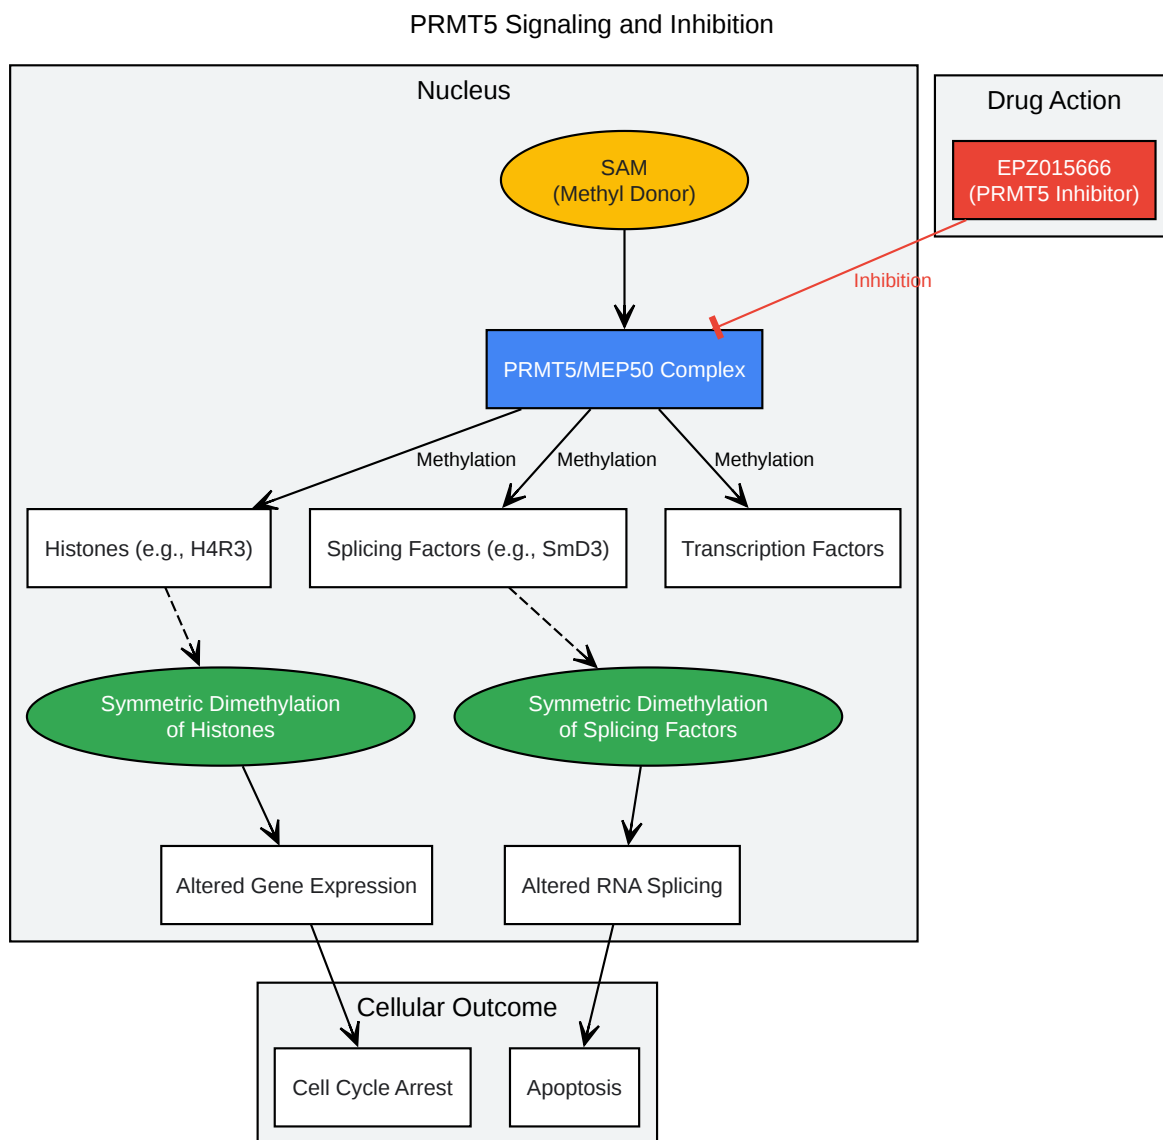 PRMT5 Signaling and Inhibition
Nucleus
Drug Action
SAM
(Methyl Donor)
EPZ015666
(PRMT5 Inhibitor)
Inhibition
PRMT5/MEP50 Complex
Methylation
Methylation
Methylation
Histones (e.g., H4R3)
Splicing Factors (e.g., SmD3)
Transcription Factors
Symmetric Dimethylation
of Histones
Symmetric Dimethylation
of Splicing Factors
Altered Gene Expression
Altered RNA Splicing
Cellular Outcome
Cell Cycle Arrest
Apoptosis